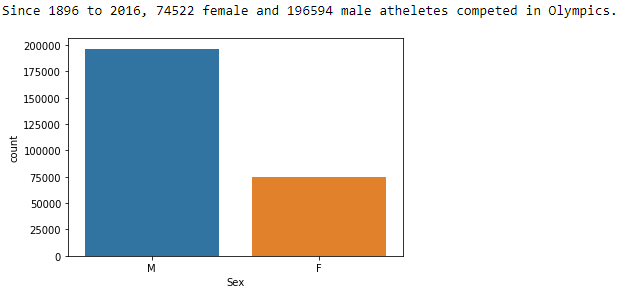 Since 1896 to 2016, 74522 female and 196594 male atheletes competed in Olympics.
200000
175000
150000
125000
100000
75000
50000
25000
0
count
M
F
Sex